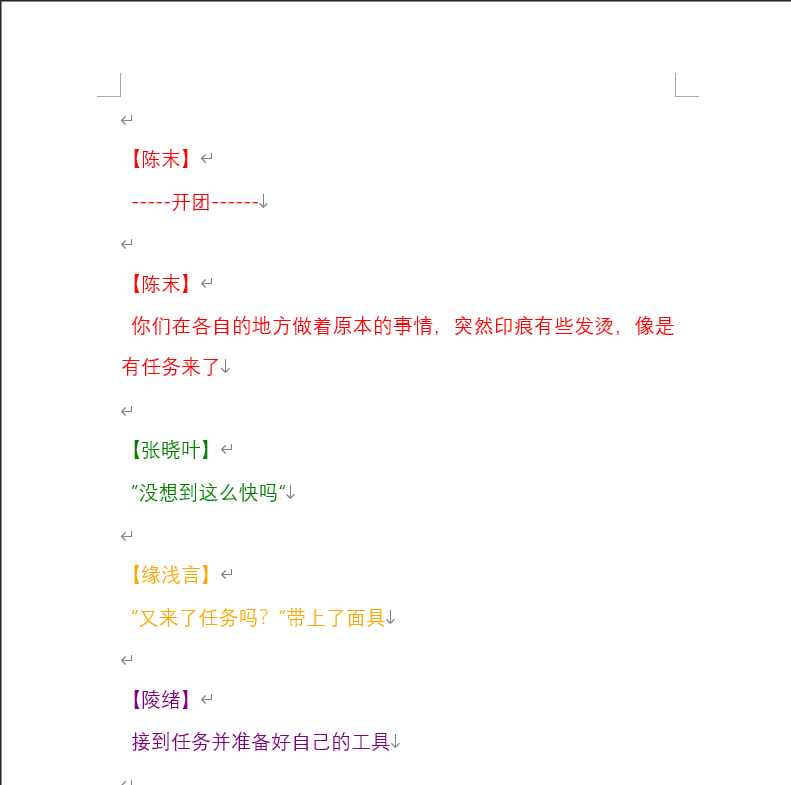 【陈末】
-----开团------
【陈末】
你们在各自的地方做着原本的事情，突然印痕有些发烫，像是
有任务来了
【张晓叶】
”没想到这么快吗“
【缘浅言】
“又来了任务吗？”带上了面具
【陵绪】
接到任务并准备好自己的工具